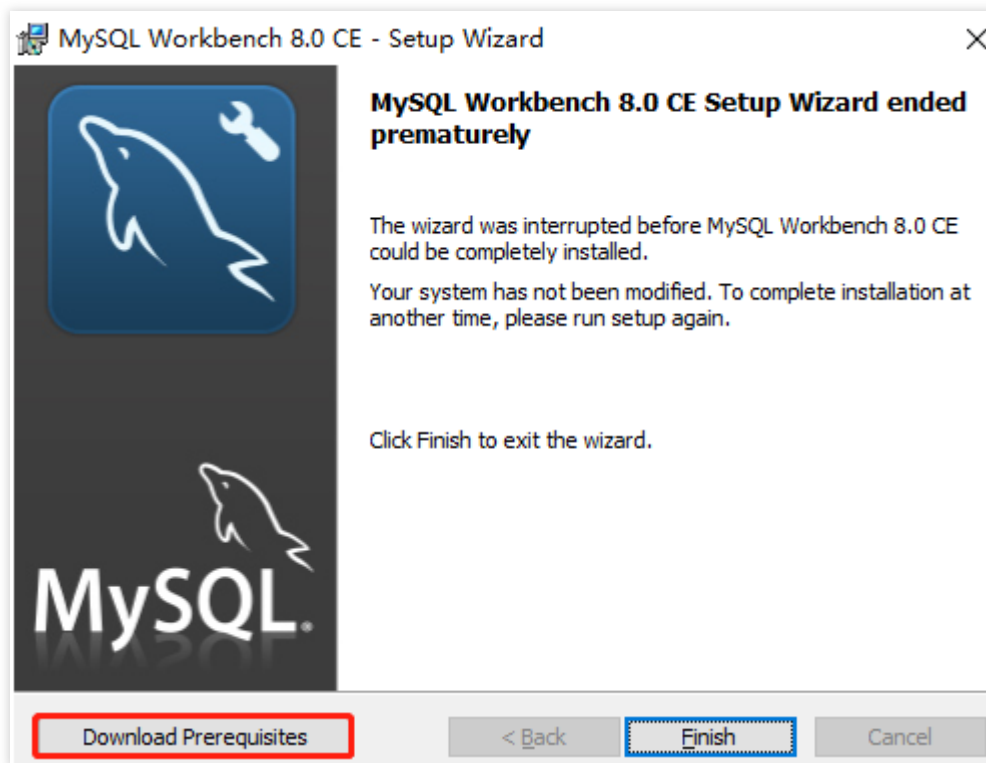 MySQL Workbench 8.0 CE - Setup Wizard
MySQL Workbench 8.0 CE Setup Wizard ended
prematurely
The wizard was interrupted before MySQL Workbench 8.0 CE
could be completely installed.
Your system has not been modified. To complete installation at
another time, please run setup again.
Click Finish to exit the wizard.
MySQL®
Download Prerequisites
< Back
Finish
Cancel